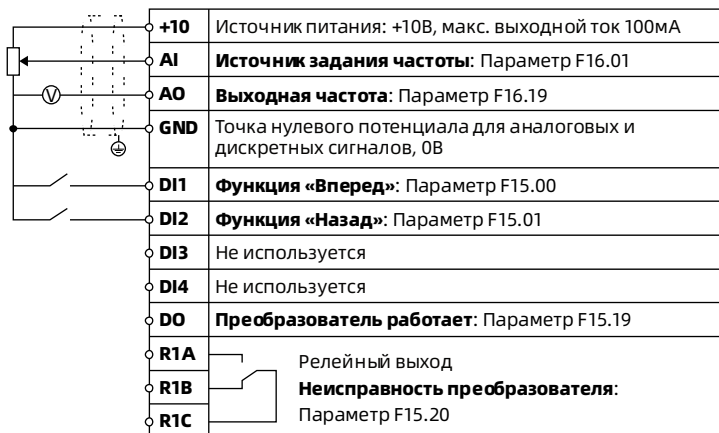 +10 Источник питания: +10В, макс. выходной ток 100мА
AI Источник задания частоты: Параметр F16.01
V
AO Выходная частота: Параметр F16.19
GND Точка нулевого потенциала для аналоговых и
дискретных сигналов, 0В
DI1 Функция «Вперед»: Параметр F15.00
DI2 Функция «Назад»: Параметр F15.01
DI3 Не используется
DI4 Не используется
DO Преобразователь работает: Параметр F15.19
R1A Релейный выход
R1B Неисправность преобразователя:
R1C Параметр F15.20